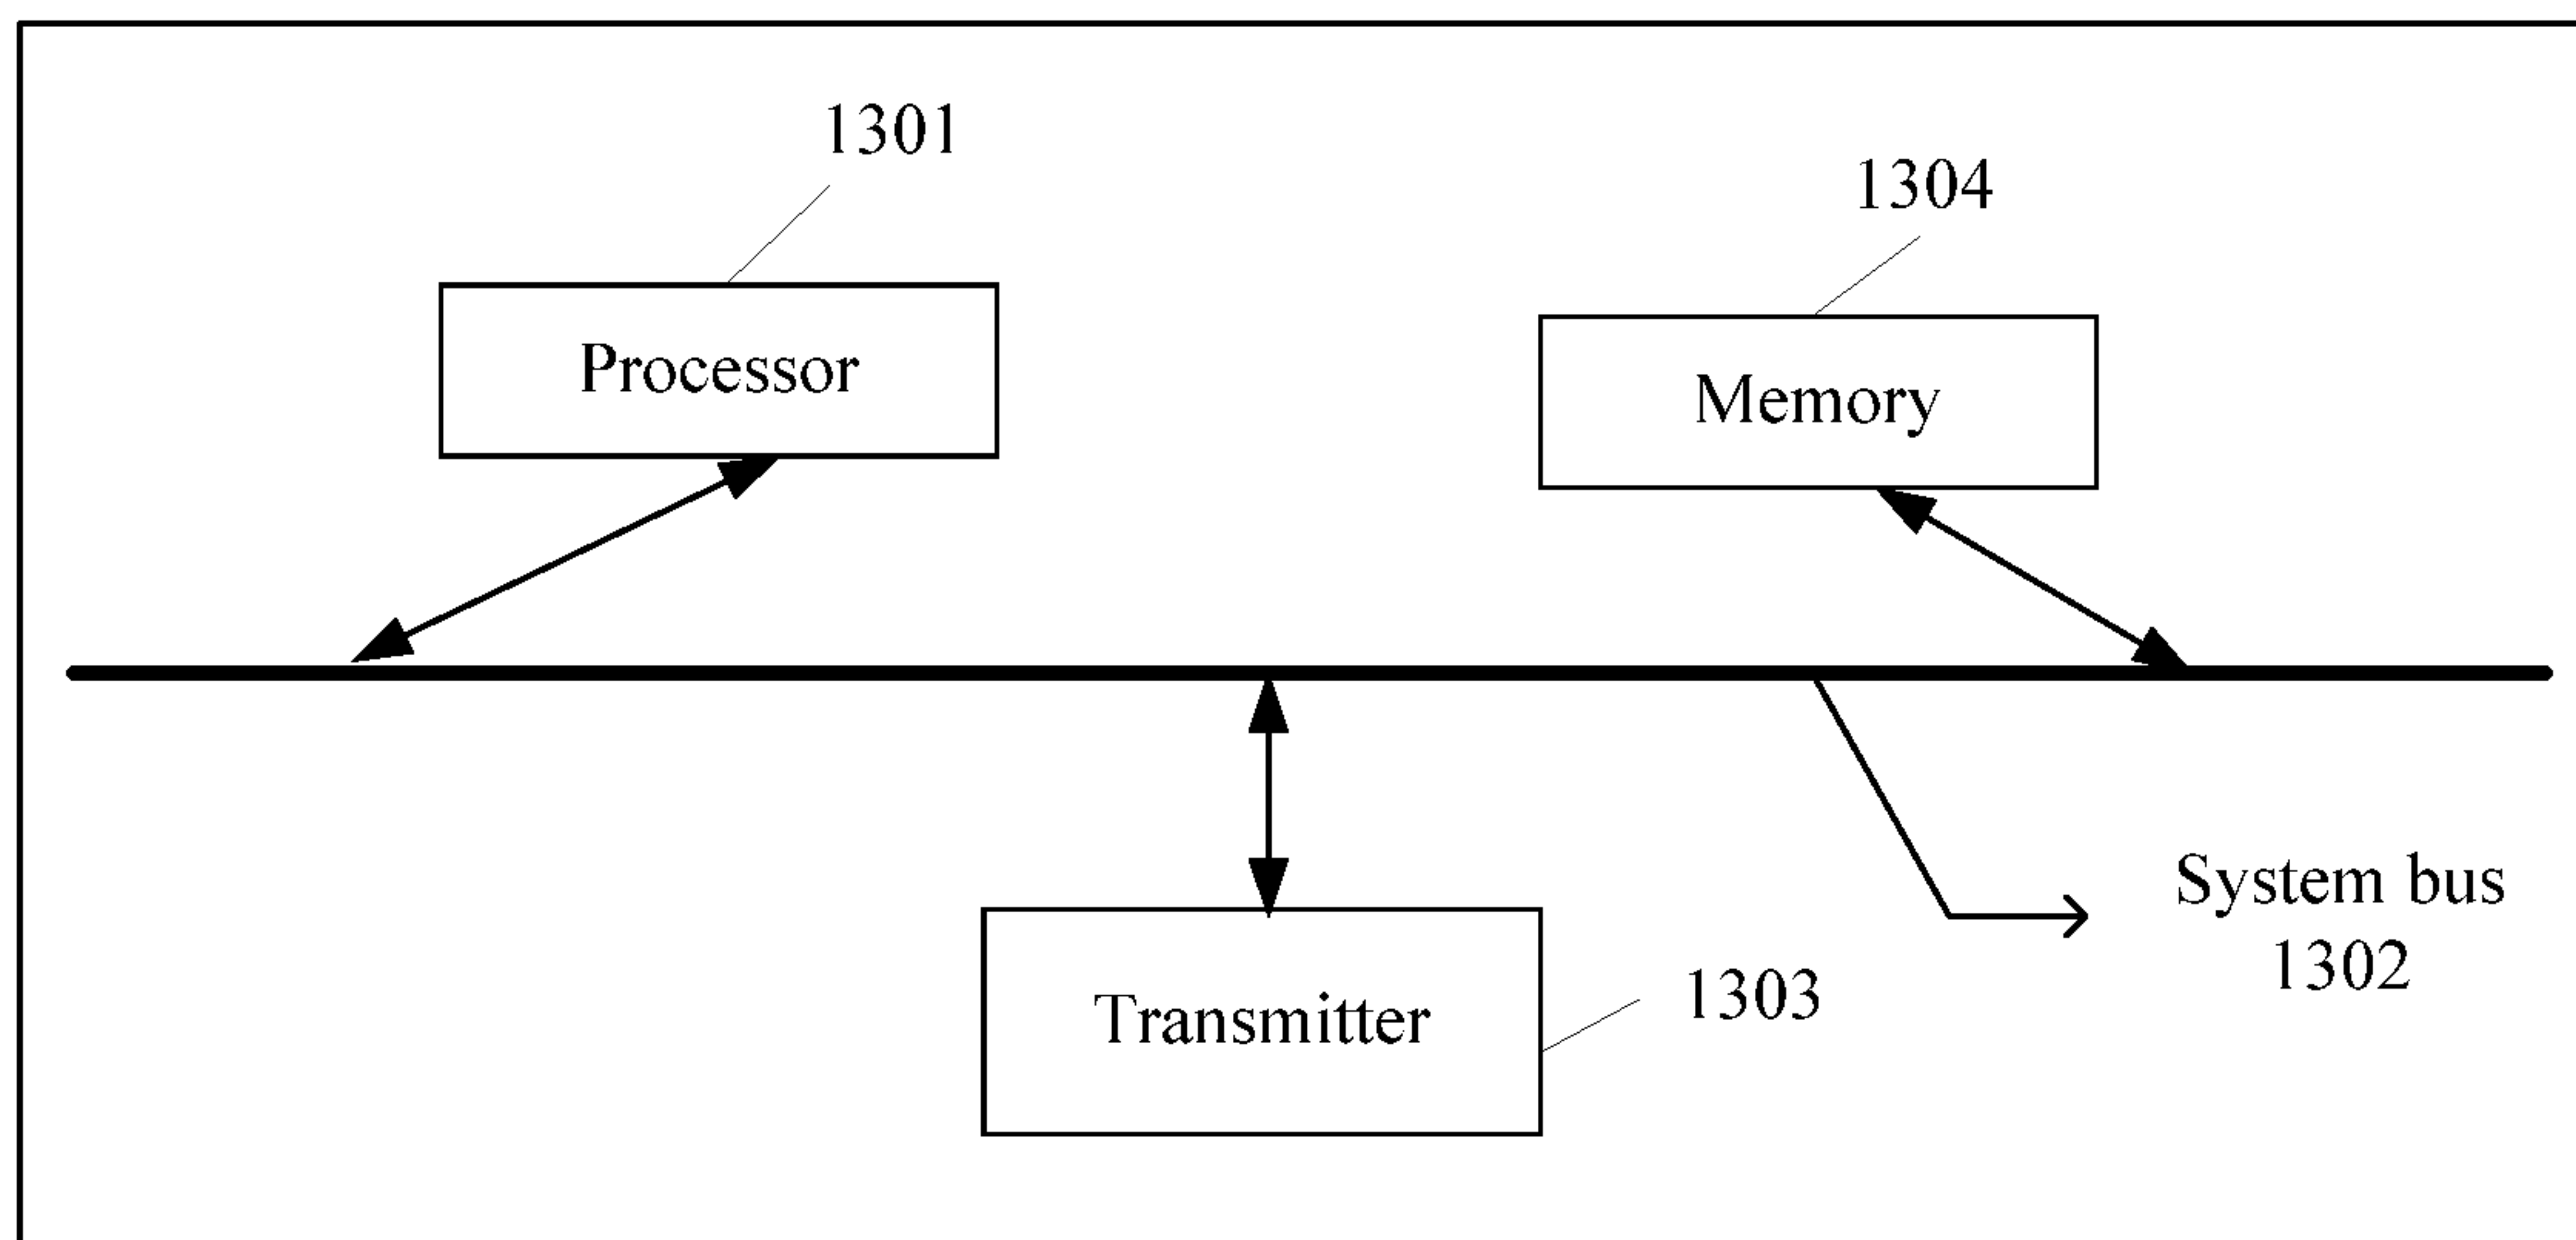 1301
1304
Processor
Memory
System bus
1302
Transmitter
1303